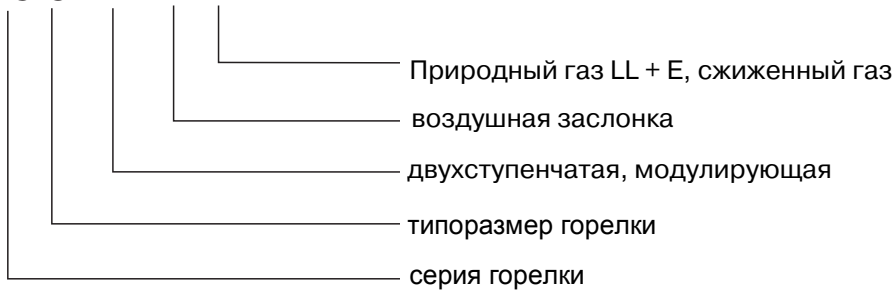 Природный газ LL + E, сжиженный газ
воздушная заслонка
двухступенчатая, модулирующая
типоразмер горелки
серия горелки